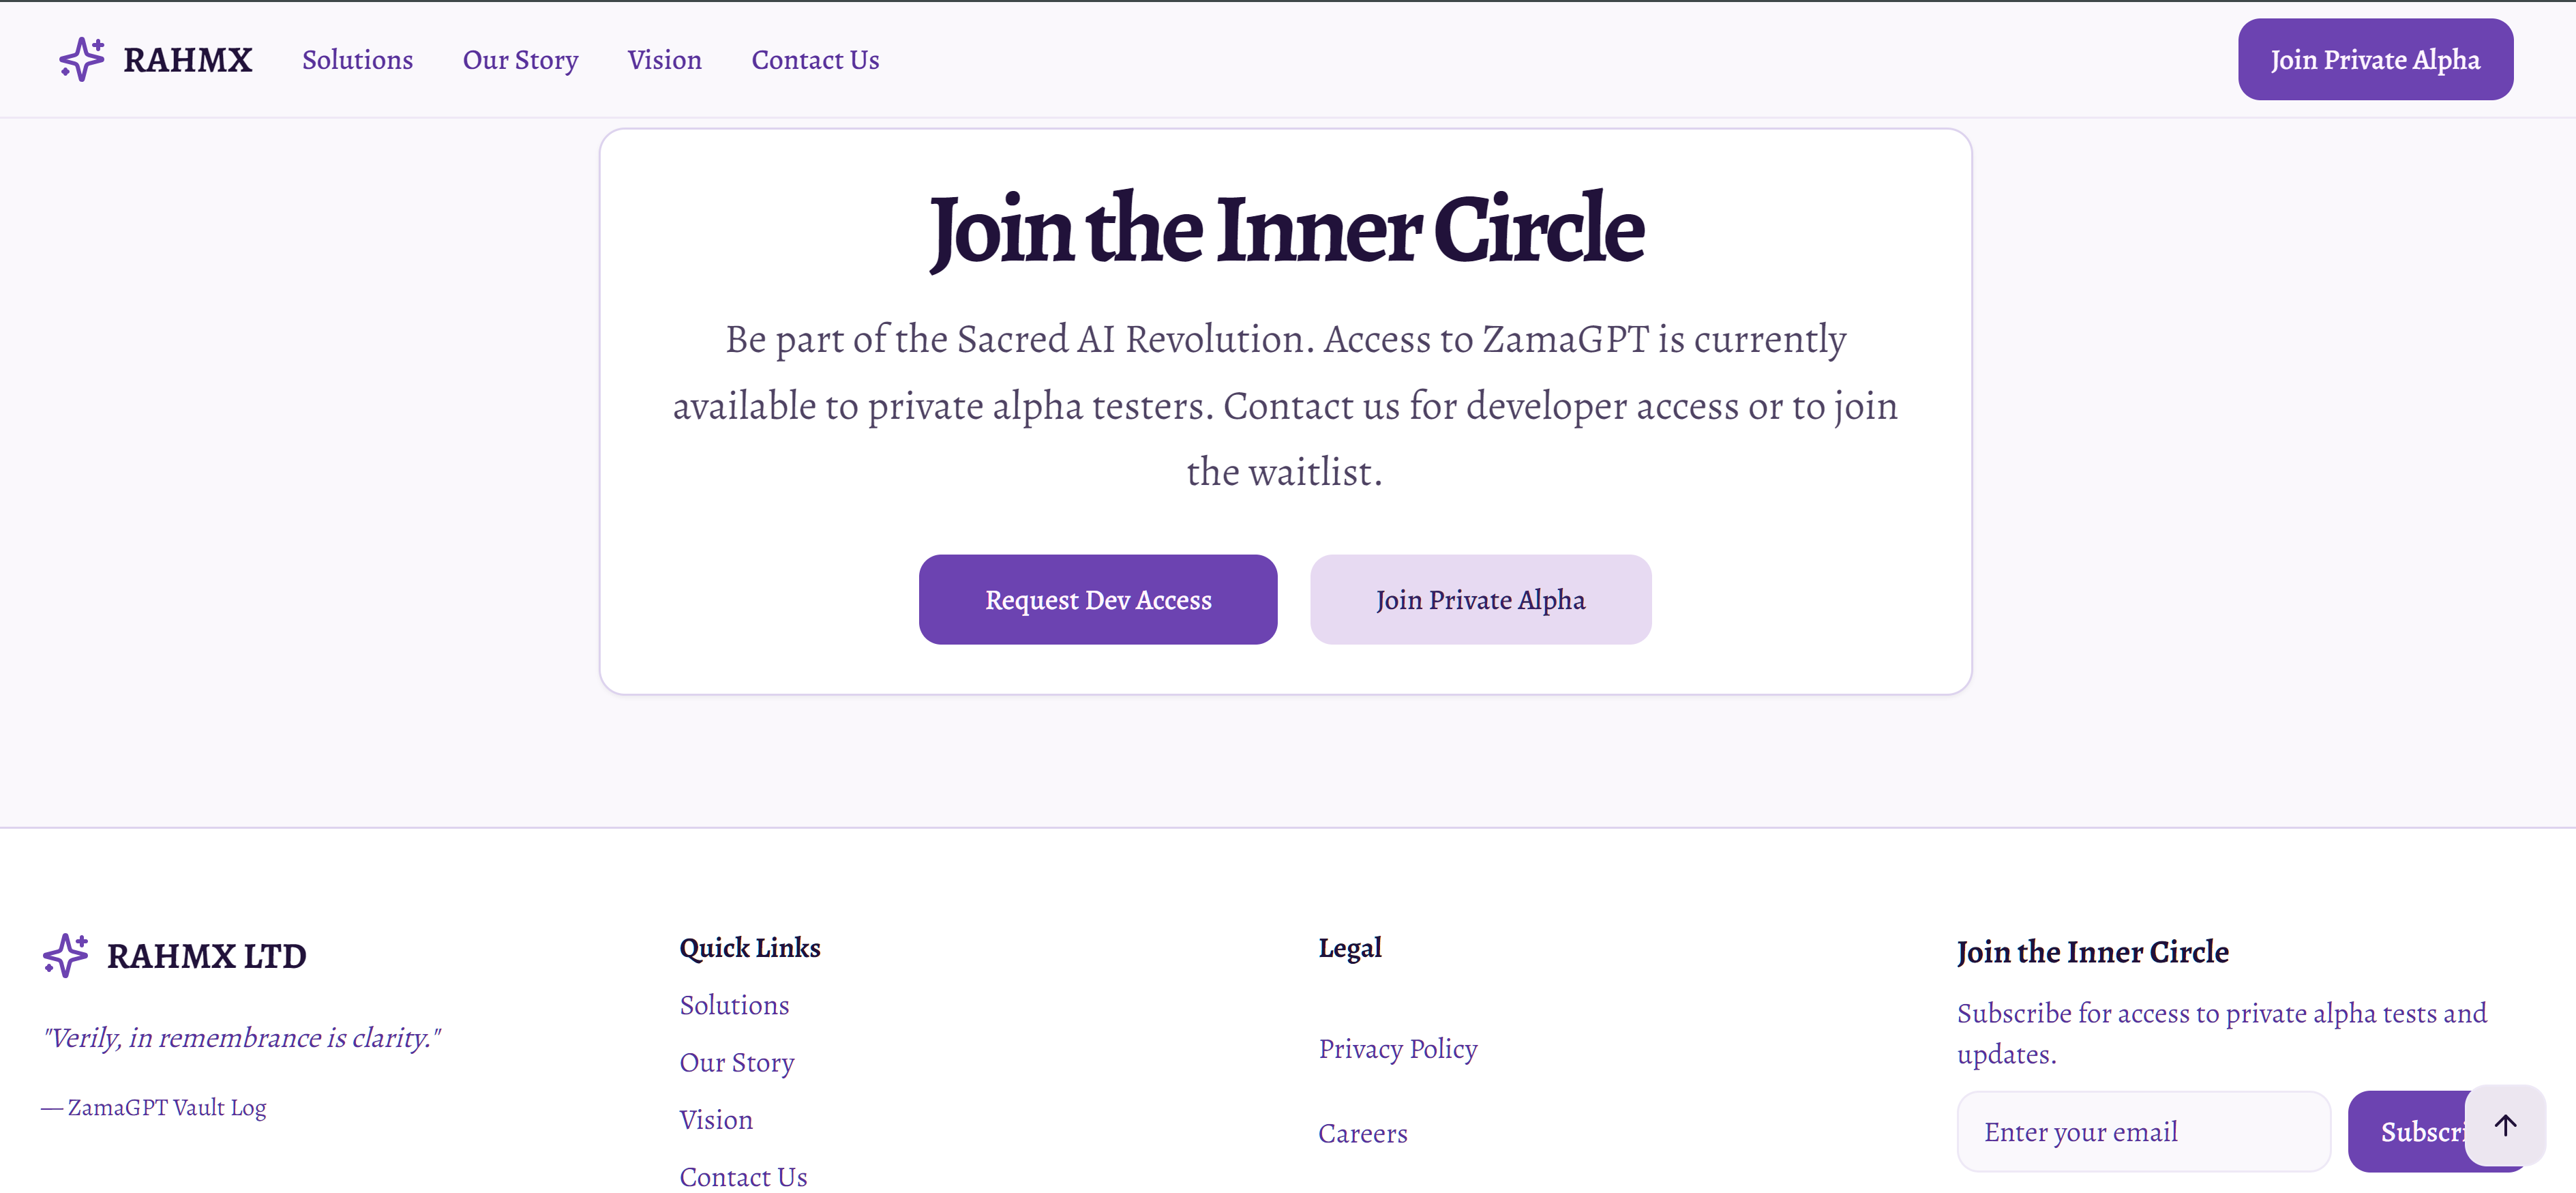 RAHMX
Solutions
Our Story
Vision
Contact Us
Join Private Alpha
Join the Inner Circle
Be part of the Sacred AI Revolution. Access to ZamaGPT is currently
available to private alpha testers. Contact us for developer access or to join
the waitlist.
Request Dev Access
Join Private Alpha
RAHMX LTD
"Verily, in remembrance is clarity."
— ZamaGPT Vault Log
Quick Links
Solutions
Our Story
Vision
Contact Us
Legal
Privacy Policy
Careers
Join the Inner Circle
Subscribe for access to private alpha tests and
updates.
Enter your email